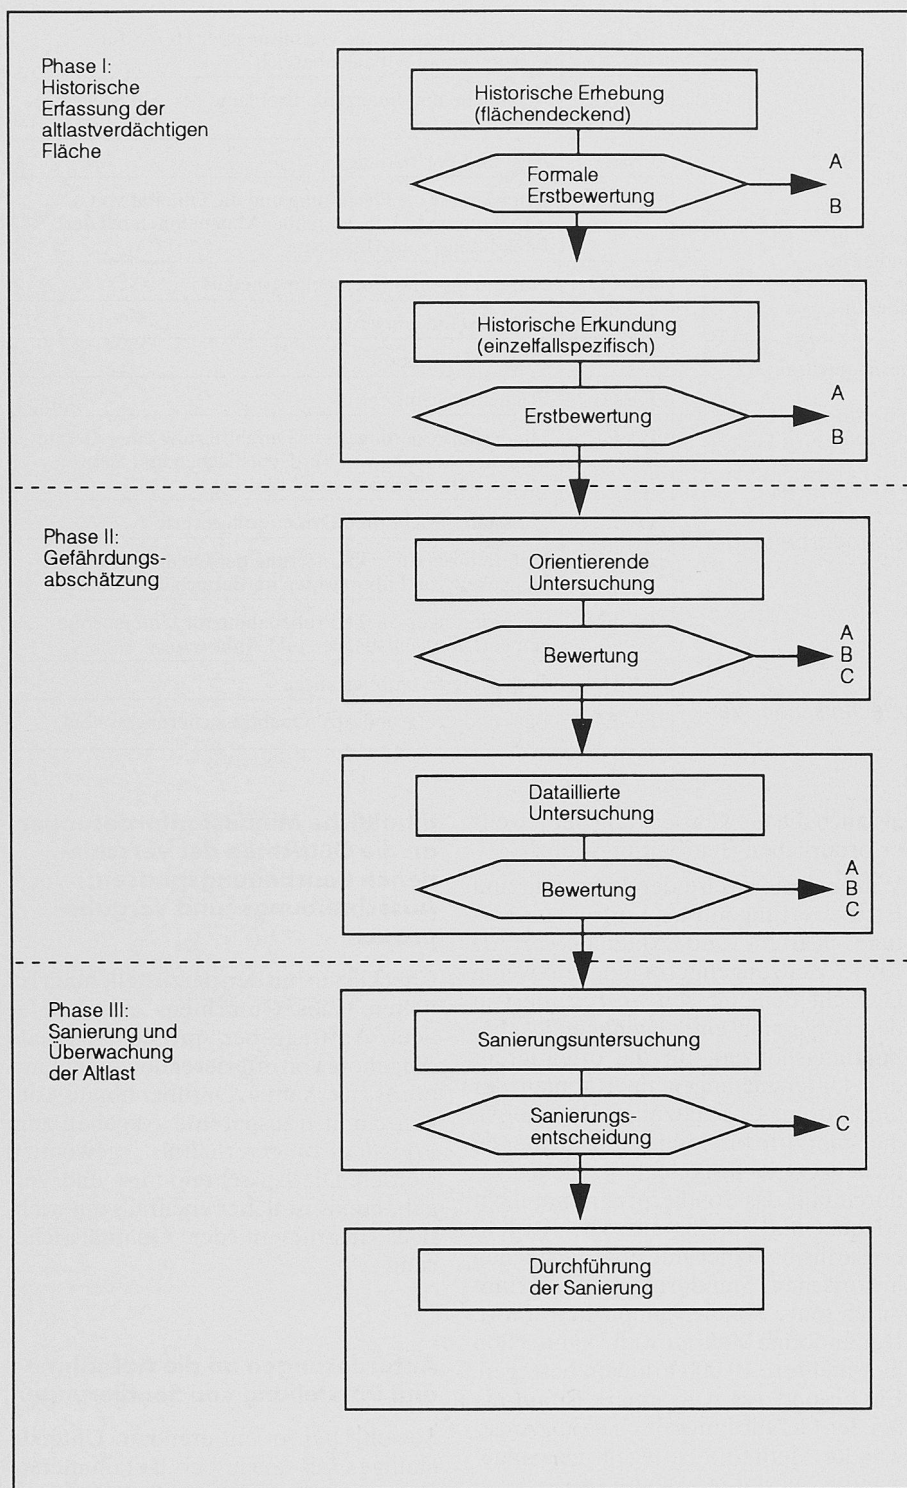 Phase I:
Historische
Erfassung der
altlastverdächtigen
Fläche
Historische Erhebung
(flächendeckend)
Formale
Erstbewertung
A
B
Historische Erkundung
(einzelfallspezifisch)
Erstbewertung
A
B
Phase II:
Gefährdungs-
abschätzung
Orientierende
Untersuchung
Bewertung
A
B
C
Dataillierte
Untersuchung
Bewertung
A
B
C
Phase III:
Sanierung und
Überwachung
der Altlast
Sanierungsuntersuchung
Sanierungs-
entscheidung
C
Durchführung
der Sanierung